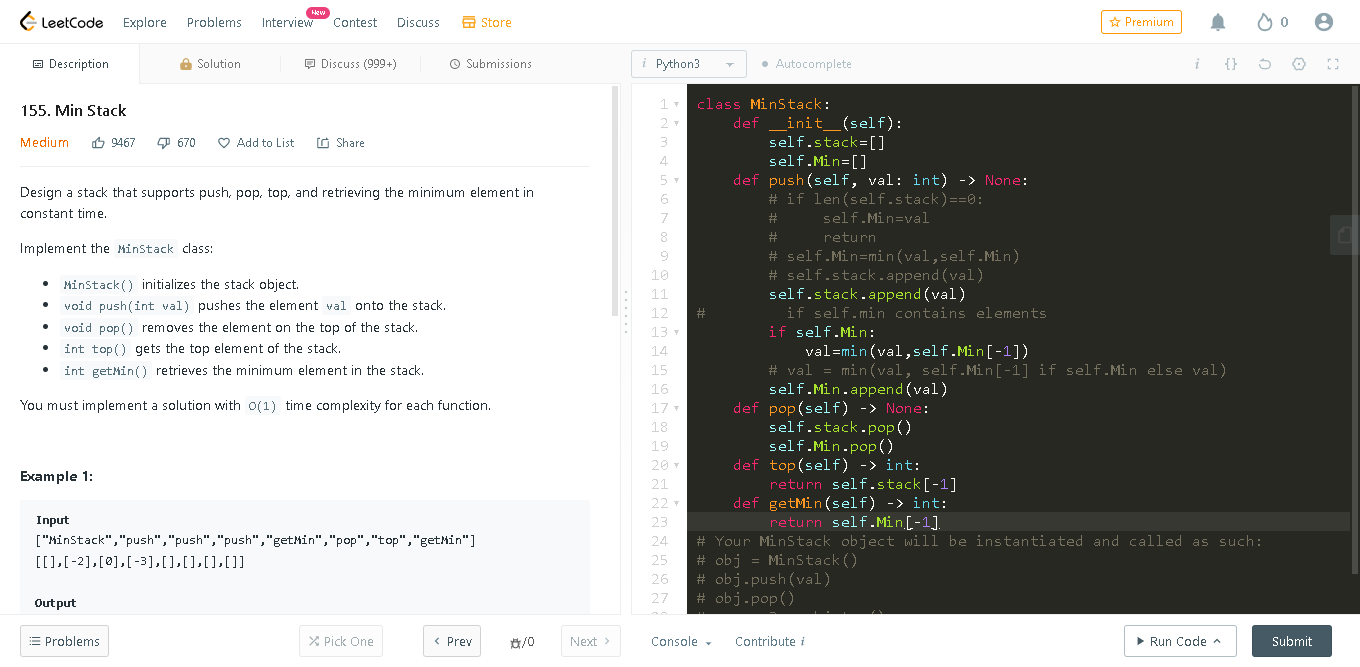 LeetCode Explore Problems Interview New Contest Discuss Store Premium 0
Description Solution Discuss (999+) Submissions
155. Min Stack
Medium 9467 670 Add to List Share
Design a stack that supports push, pop, top, and retrieving the minimum element in
constant time.
Implement the MinStack class:
• MinStack() initializes the stack object.
• void push(int val) pushes the element val onto the stack.
• void pop() removes the element on the top of the stack.
• int top() gets the top element of the stack.
• int getMin() retrieves the minimum element in the stack.
You must implement a solution with O(1) time complexity for each function.
Example 1:
Input
["MinStack","push","push","push","getMin","pop","top","getMin"]
[[],[-2],[0],[-3],[],[],[],[]]
Output
Problems Pick One < Prev /0 Next >
i Python3 • Autocomplete i {}
1 class MinStack:
2     def __init__(self):
3         self.stack=[]
4         self.Min=[]
5     def push(self, val: int) -> None:
6         # if len(self.stack)==0:
7         #     self.Min=val
8         #     return
9         # self.Min=min(val,self.Min)
10         # self.stack.append(val)
11         self.stack.append(val)
12 #         if self.min contains elements
13         if self.Min:
14             val=min(val,self.Min[-1])
15         # val = min(val, self.Min[-1] if self.Min else val)
16         self.Min.append(val)
17     def pop(self) -> None:
18         self.stack.pop()
19         self.Min.pop()
20     def top(self) -> int:
21         return self.stack[-1]
22     def getMin(self) -> int:
23         return self.Min[-1]
24 # Your MinStack object will be instantiated and called as such:
25 # obj = MinStack()
26 # obj.push(val)
27 # obj.pop()
Console Contribute i Run Code Submit